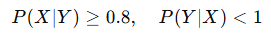 P(X|Y) ≥ 0.8, P(Y|X) < 1